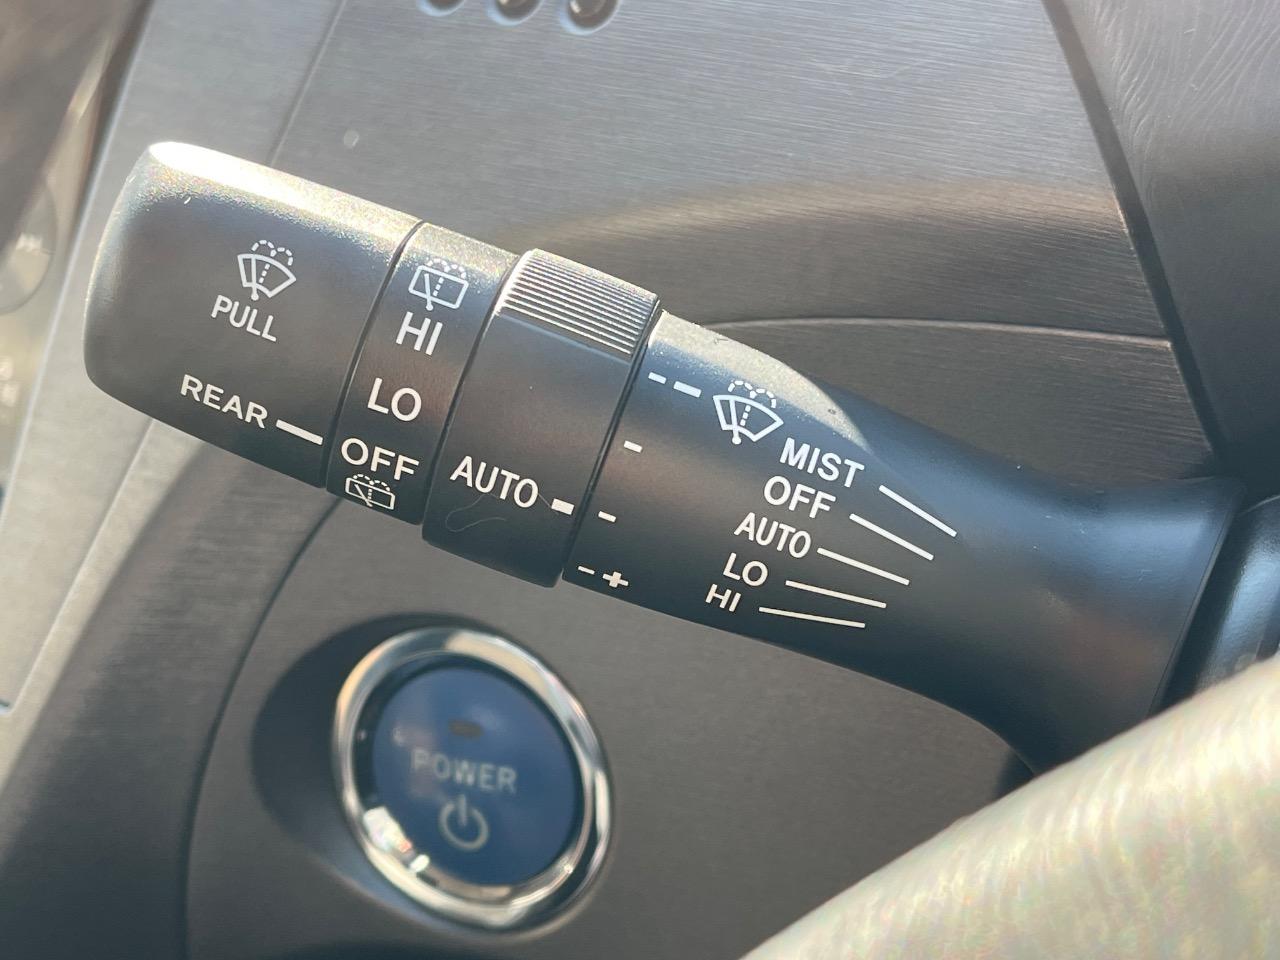 PULL
REAR
HI
LO
OFF
AUTO
- +
MIST
OFF
AUTO
LO
HI
POWER